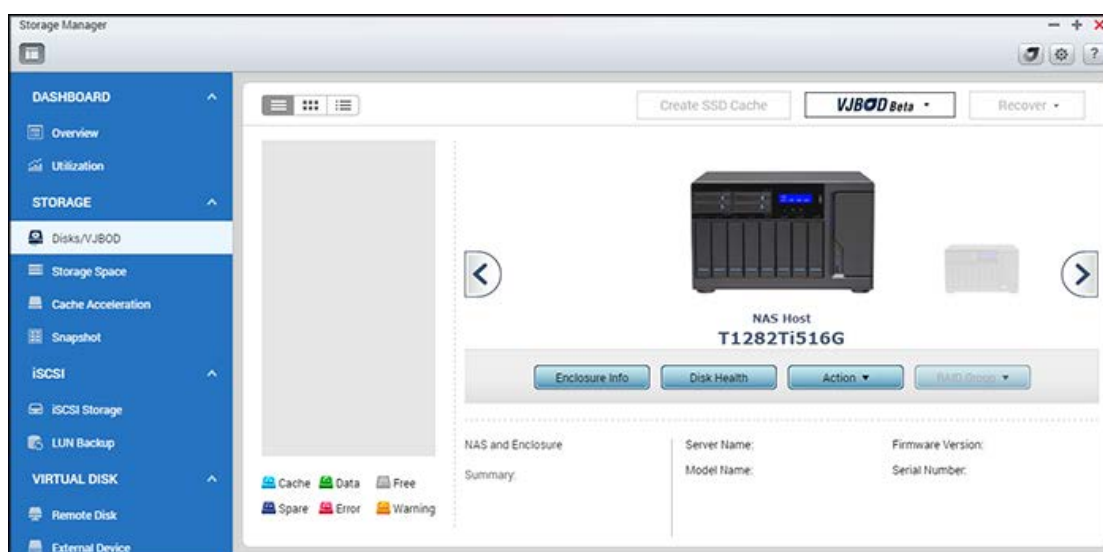 Storage Manager
?
DASHBOARD
Overview
Utilization
STORAGE
Disks/VJBOD
Storage Space
Cache Acceleration
Snapshot
iSCSI
iSCSI Storage
LUN Backup
VIRTUAL DISK
Remote Disk
External Device
Create SSD Cache
VJBOD Beta
Recover
NAS Host
T1282Ti516G
Enclosure Info
Disk Health
Action
RAID Group
Cache Data Free
Spare Error Warning
NAS and Enclosure
Summary:
Server Name:
Model Name:
Firmware Version:
Serial Number: